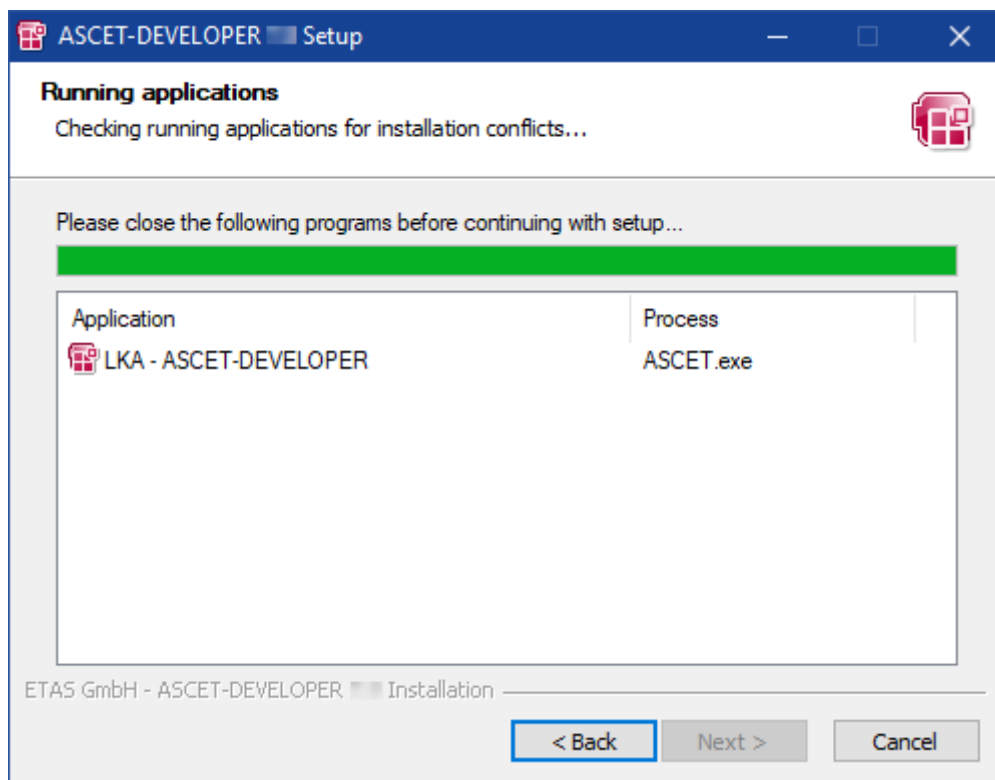 ASCET-DEVELOPER Setup
Running applications
Checking running applications for installation conflicts...
Please close the following programs before continuing with setup...
Application Process
LKA - ASCET-DEVELOPER ASCET.exe
ETAS GmbH - ASCET-DEVELOPER Installation
< Back Next > Cancel